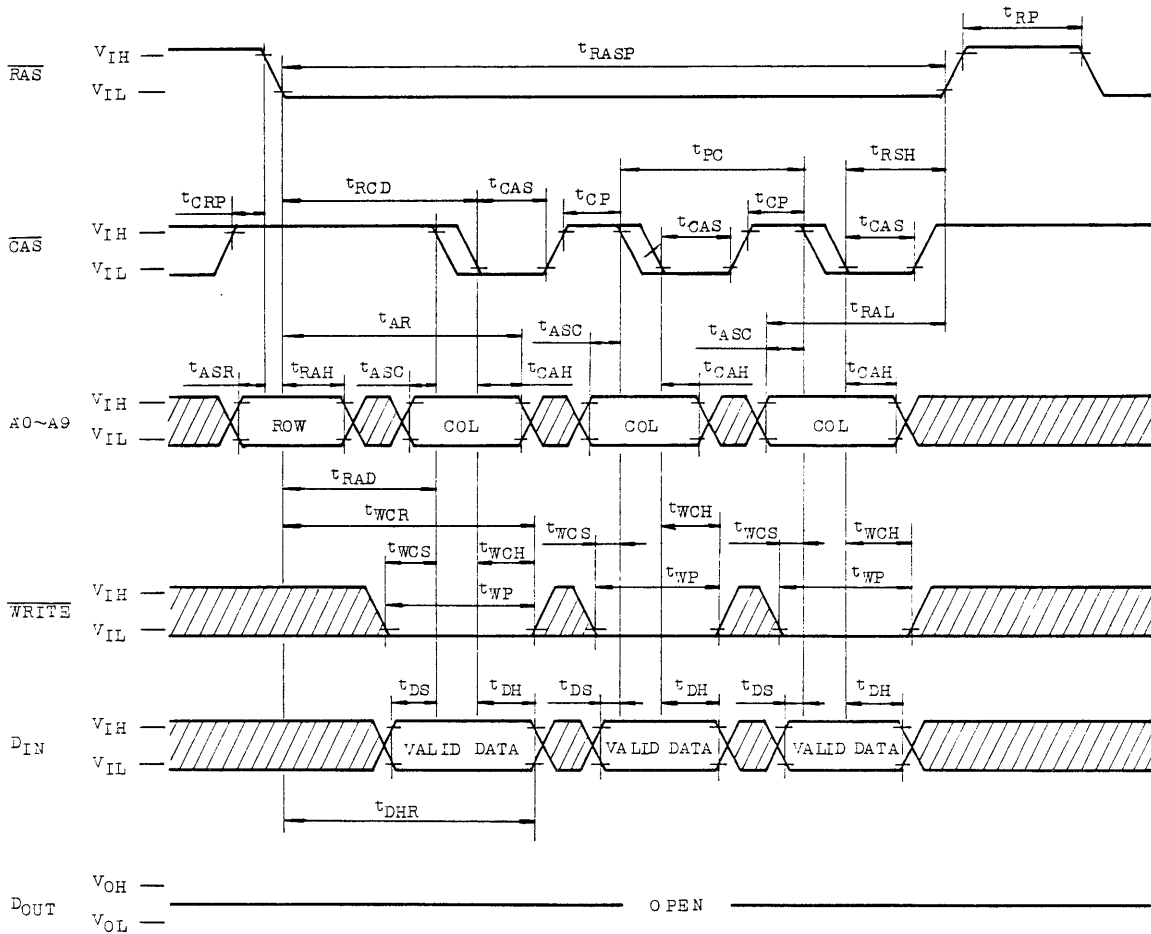 tRP
VIH
RAS
tRASP
VIL
tPC
tRSH
tRCD
tCAS
tCRP
tCP
tCP
VIH
CAS
tCAS
tCAS
VIL
tRAL
tAR
tASC
tASC
tASR
tRAH
tASC
tCAH
tCAH
tCAH
VIH
A0~A9
ROW
COL
COL
COL
VIL
tRAD
tWCR
tWCH
tWCS
tWCS
tWCH
tWCS
tWCH
tWP
tWP
tWP
VIH
WRITE
VIL
tDS
tDH
tDS
tDH
tDS
tDH
VIH
DIN
VALID DATA
VALID DATA
VALID DATA
VIL
tDHR
VOH
DOUT
OPEN
VOL